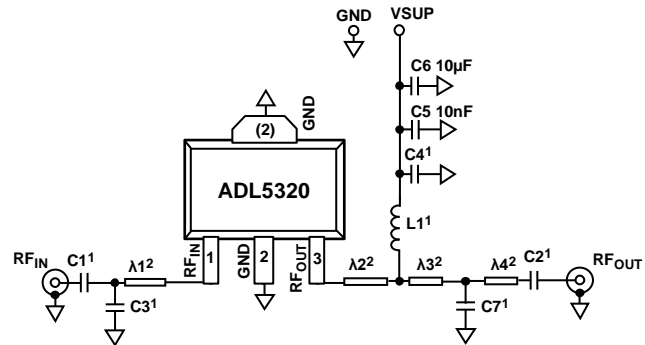 GND
VSUP
C6 10µF
C5 10nF
C4¹
L1¹
(2)
GND
ADL5320
RF_IN
1
GND
2
RF_OUT
3
RF_IN
C1¹
λ1²
C3¹
λ2²
λ3²
λ4²
C2¹
RF_OUT
C7¹